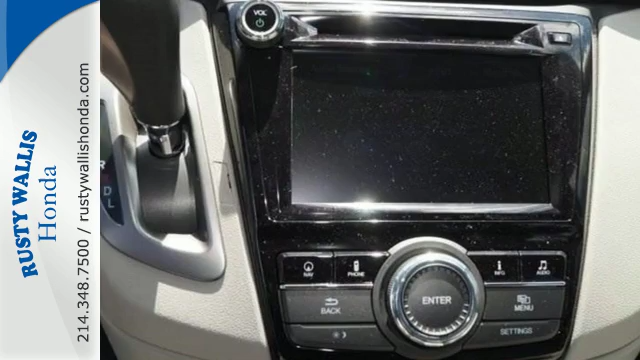 RUSTY WALLIS
Honda
214.348.7500 / rustywallishonda.com
VOL
R
D
L
NAV
PHONE
INFO
AUDIO
BACK
ENTER
MENU
SETTINGS